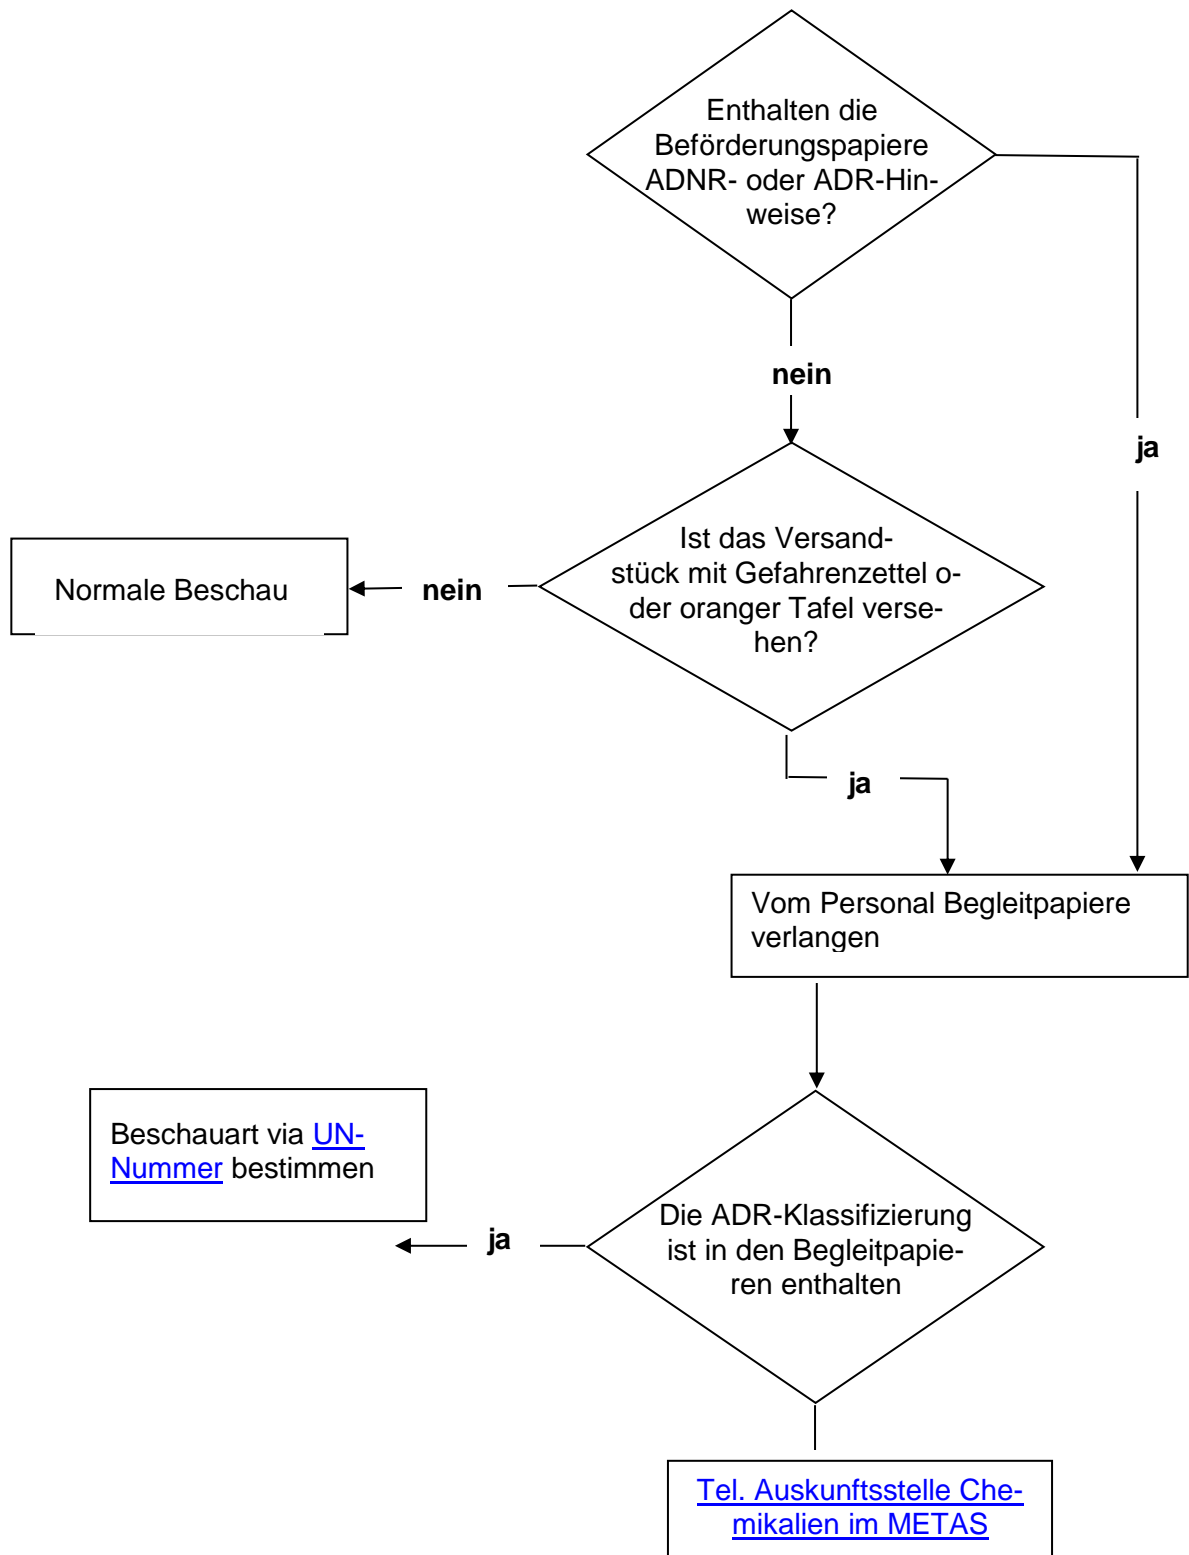 Enthalten die
Beförderungspapiere
ADNR- oder ADR-Hin-
weise?
nein
ja
Ist das Versand-
stück mit Gefahrenzettel o-
der oranger Tafel verse-
hen?
nein
Normale Beschau
ja
Vom Personal Begleitpapiere
verlangen
Beschauart via UN-
Nummer bestimmen
ja
Die ADR-Klassifizierung
ist in den Begleitpapie-
ren enthalten
Tel. Auskunftsstelle Che-
mikalien im METAS